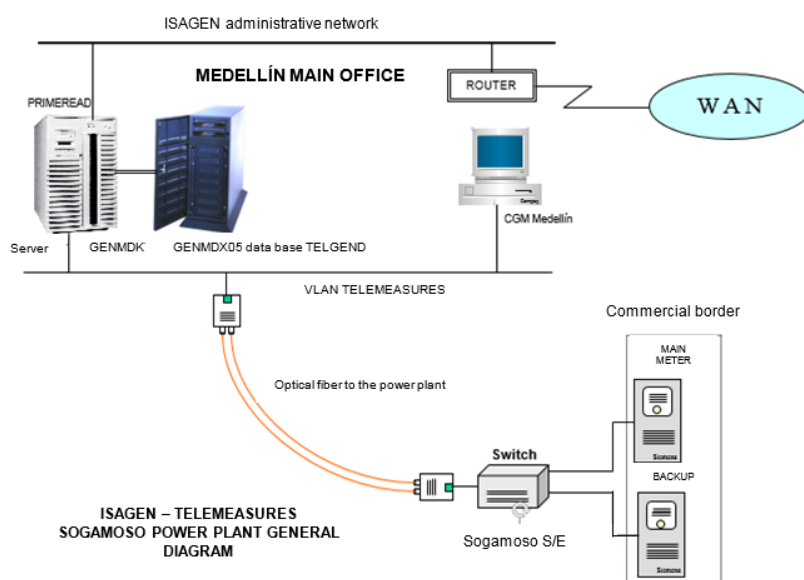 ISAGEN administrative network
MEDELLÍN MAIN OFFICE
PRIMEREAD
ROUTER
WAN
CGM Medellín
Server
GENMDK
GENMDX05 data base TELGEND
VLAN TELEMEASURES
Commercial border
MAIN
METER
Optical fiber to the power plant
Switch
BACKUP
Sogamoso S/E
ISAGEN – TELEMEASURES
SOGAMOSO POWER PLANT GENERAL
DIAGRAM